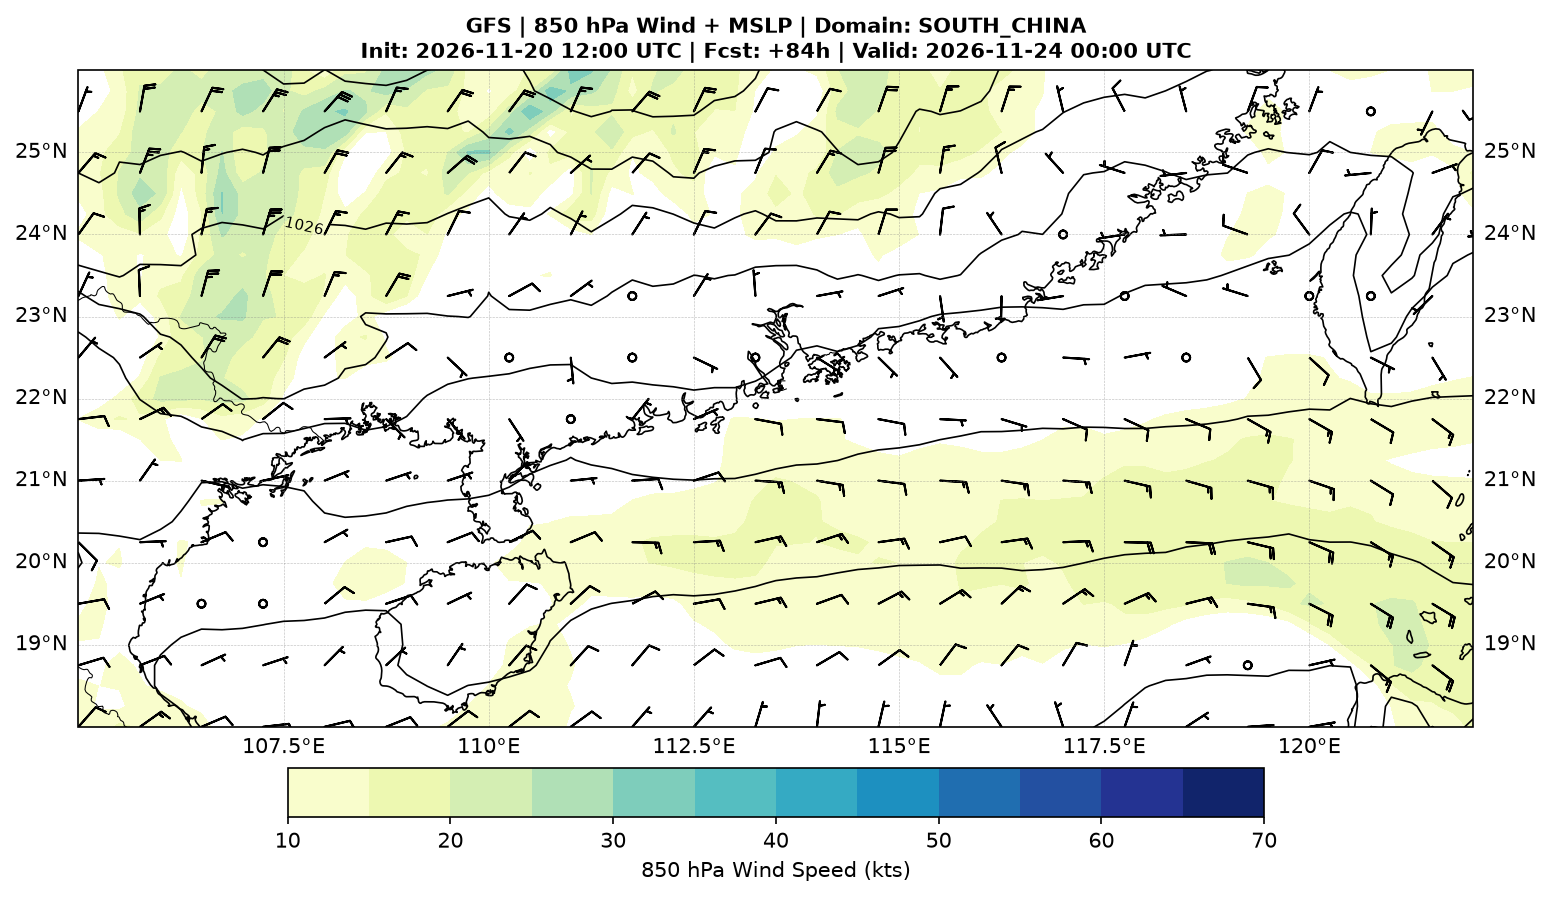 GFS | 850 hPa Wind + MSLP | Domain: SOUTH_CHINA
Init: 2026-11-20 12:00 UTC | Fcst: +84h | Valid: 2026-11-24 00:00 UTC
25°N
25°N
1026
24°N
24°N
23°N
23°N
22°N
22°N
21°N
21°N
20°N
20°N
19°N
19°N
107.5°E
110°E
112.5°E
115°E
117.5°E
120°E
10
20
30
40
50
60
70
850 hPa Wind Speed (kts)